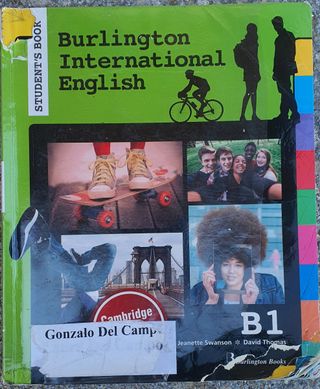 STUDENT'S BOOK
Burlington
International
English
Cambridge
Gonzalo Del Campo
Jeanette Swanson * David Thomas
B1
Burlington Books